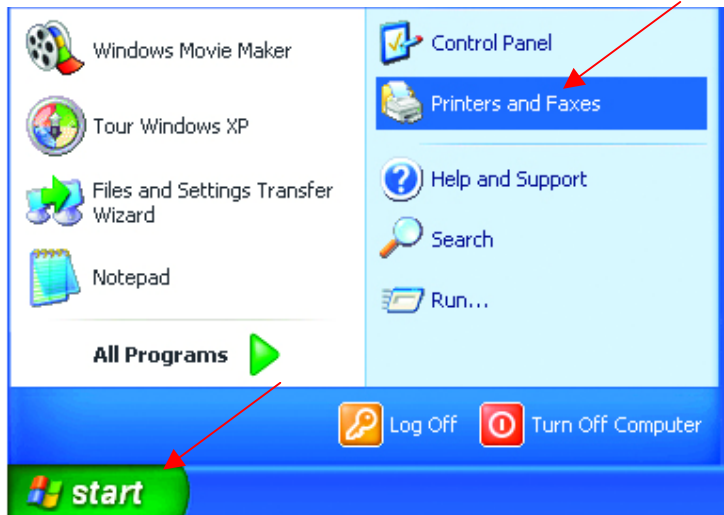 Windows Movie Maker
Tour Windows XP
Files and Settings Transfer
Wizard
Notepad
All Programs
Control Panel
Printers and Faxes
Help and Support
Search
Run...
Log Off
Turn Off Computer
start